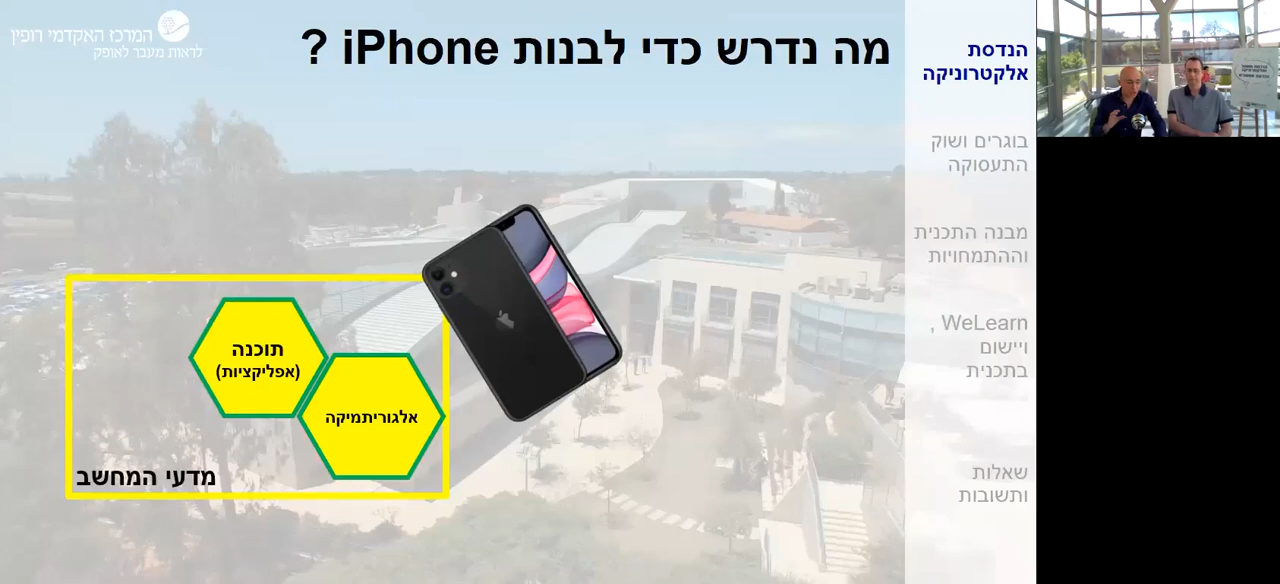 המרכז האקדמי רופין
לראות מעבר לאופק
מה נדרש כדי לבנות iPhone ?
תוכנה
(אפליקציות)
אלגוריתמיקה
מדעי המחשב
הנדסת
אלקטרוניקה
בוגרים ושוק
התעסוקה
מבנה התכנית
וההתמחויות
WeLearn ,
ויישום
בתכנית
שאלות
ותשובות